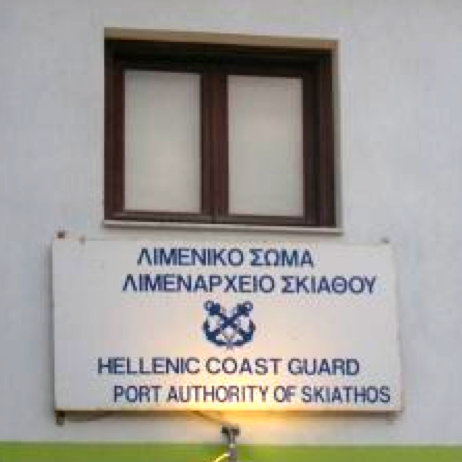 ΛΙΜΕΝΙΚΟ ΣΩΜΑ
ΛΙΜΕΝΑΡΧΕΙΟ ΣΚΙΑΘΟΥ
HELLENIC COAST GUARD
PORT AUTHORITY OF SKIATHOS